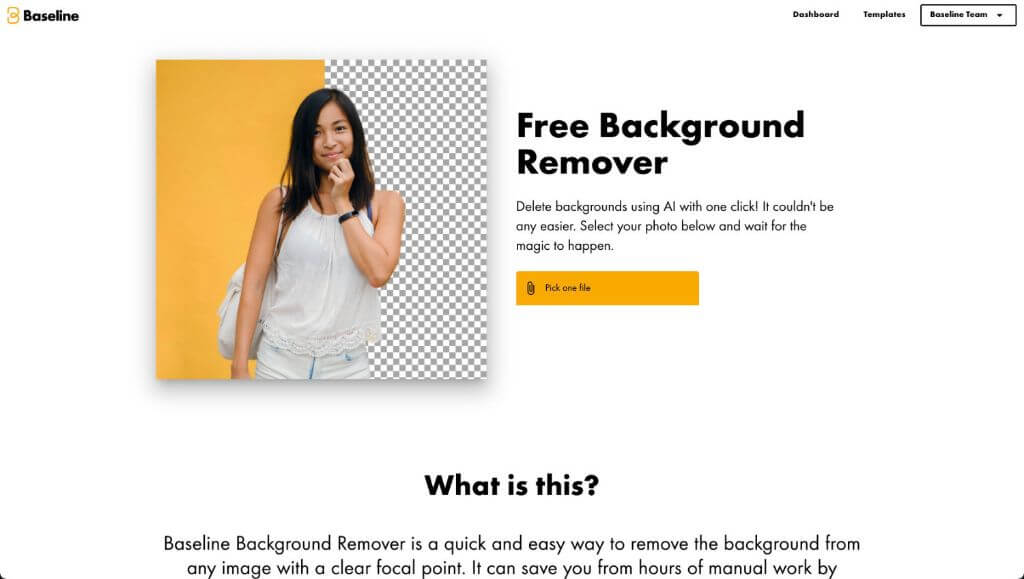 Baseline
Dashboard
Templates
Baseline Team
Free Background
Remover
Delete backgrounds using AI with one click! It couldn't be
any easier. Select your photo below and wait for the
magic to happen.
Pick one file
What is this?
Baseline Background Remover is a quick and easy way to remove the background from
any image with a clear focal point. It can save you from hours of manual work by